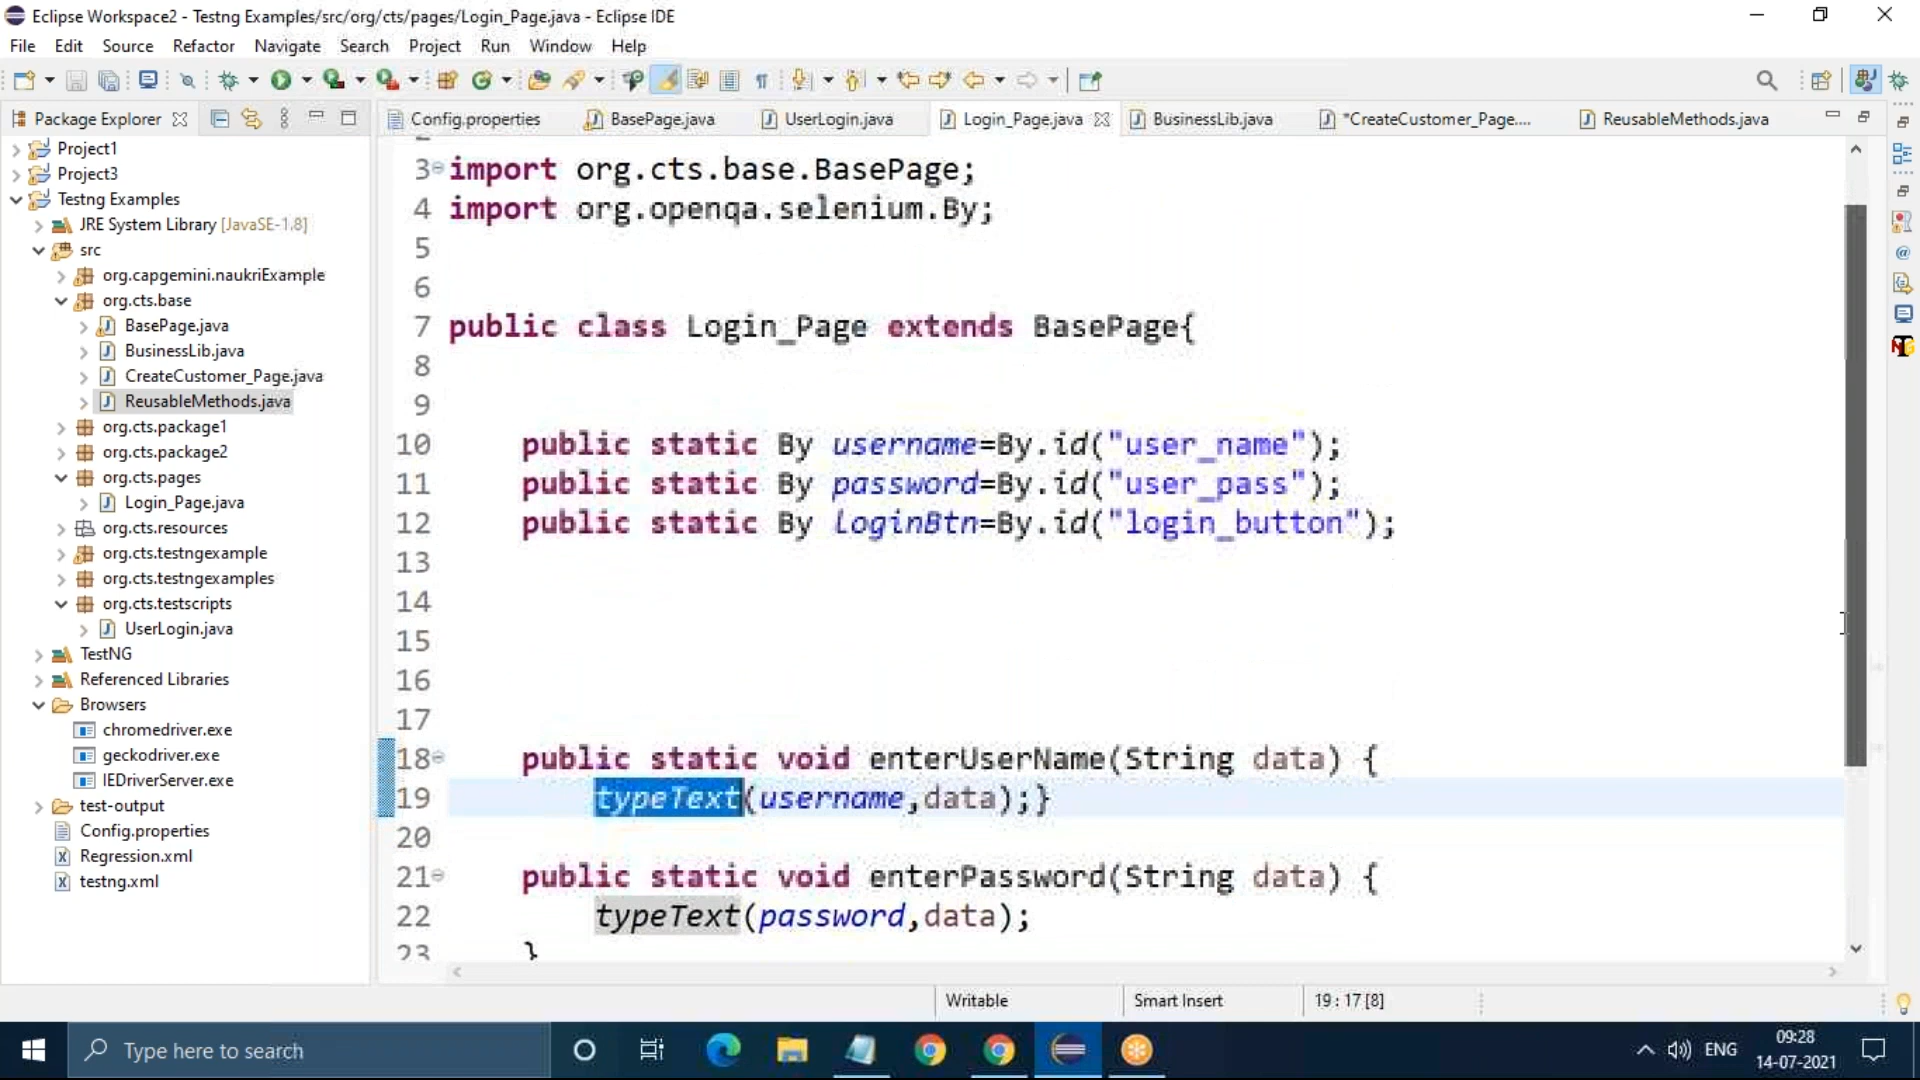 Eclipse Workspace2 - Testng Examples/src/org/cts/pages/Login_Page.java - Eclipse IDE
File Edit Source Refactor Navigate Search Project Run Window Help
Package Explorer
Config.properties BasePage.java UserLogin.java Login_Page.java BusinessLib.java *CreateCustomer_Page.... ReusableMethods.java
Project1
Project3
Testng Examples
JRE System Library [JavaSE-1.8]
src
org.capgemini.naukriExample
org.cts.base
BasePage.java
BusinessLib.java
CreateCustomer_Page.java
ReusableMethods.java
org.cts.package1
org.cts.package2
org.cts.pages
Login_Page.java
org.cts.resources
org.cts.testngexample
org.cts.testngexamples
org.cts.testscripts
UserLogin.java
TestNG
Referenced Libraries
Browsers
chromedriver.exe
geckodriver.exe
IEDriverServer.exe
test-output
Config.properties
Regression.xml
testng.xml
3 import org.cts.base.BasePage;
4 import org.openqa.selenium.By;
5
6
7 public class Login_Page extends BasePage{
8
9
10 public static By username=By.id("user_name");
11 public static By password=By.id("user_pass");
12 public static By loginBtn=By.id("login_button");
13
14
15
16
17
18 public static void enterUserName(String data) {
19 typeText(username,data);}
20
21 public static void enterPassword(String data) {
22 typeText(password,data);
23 }
Writable Smart Insert 19 : 17 [8]
Type here to search
ENG
09:28
14-07-2021